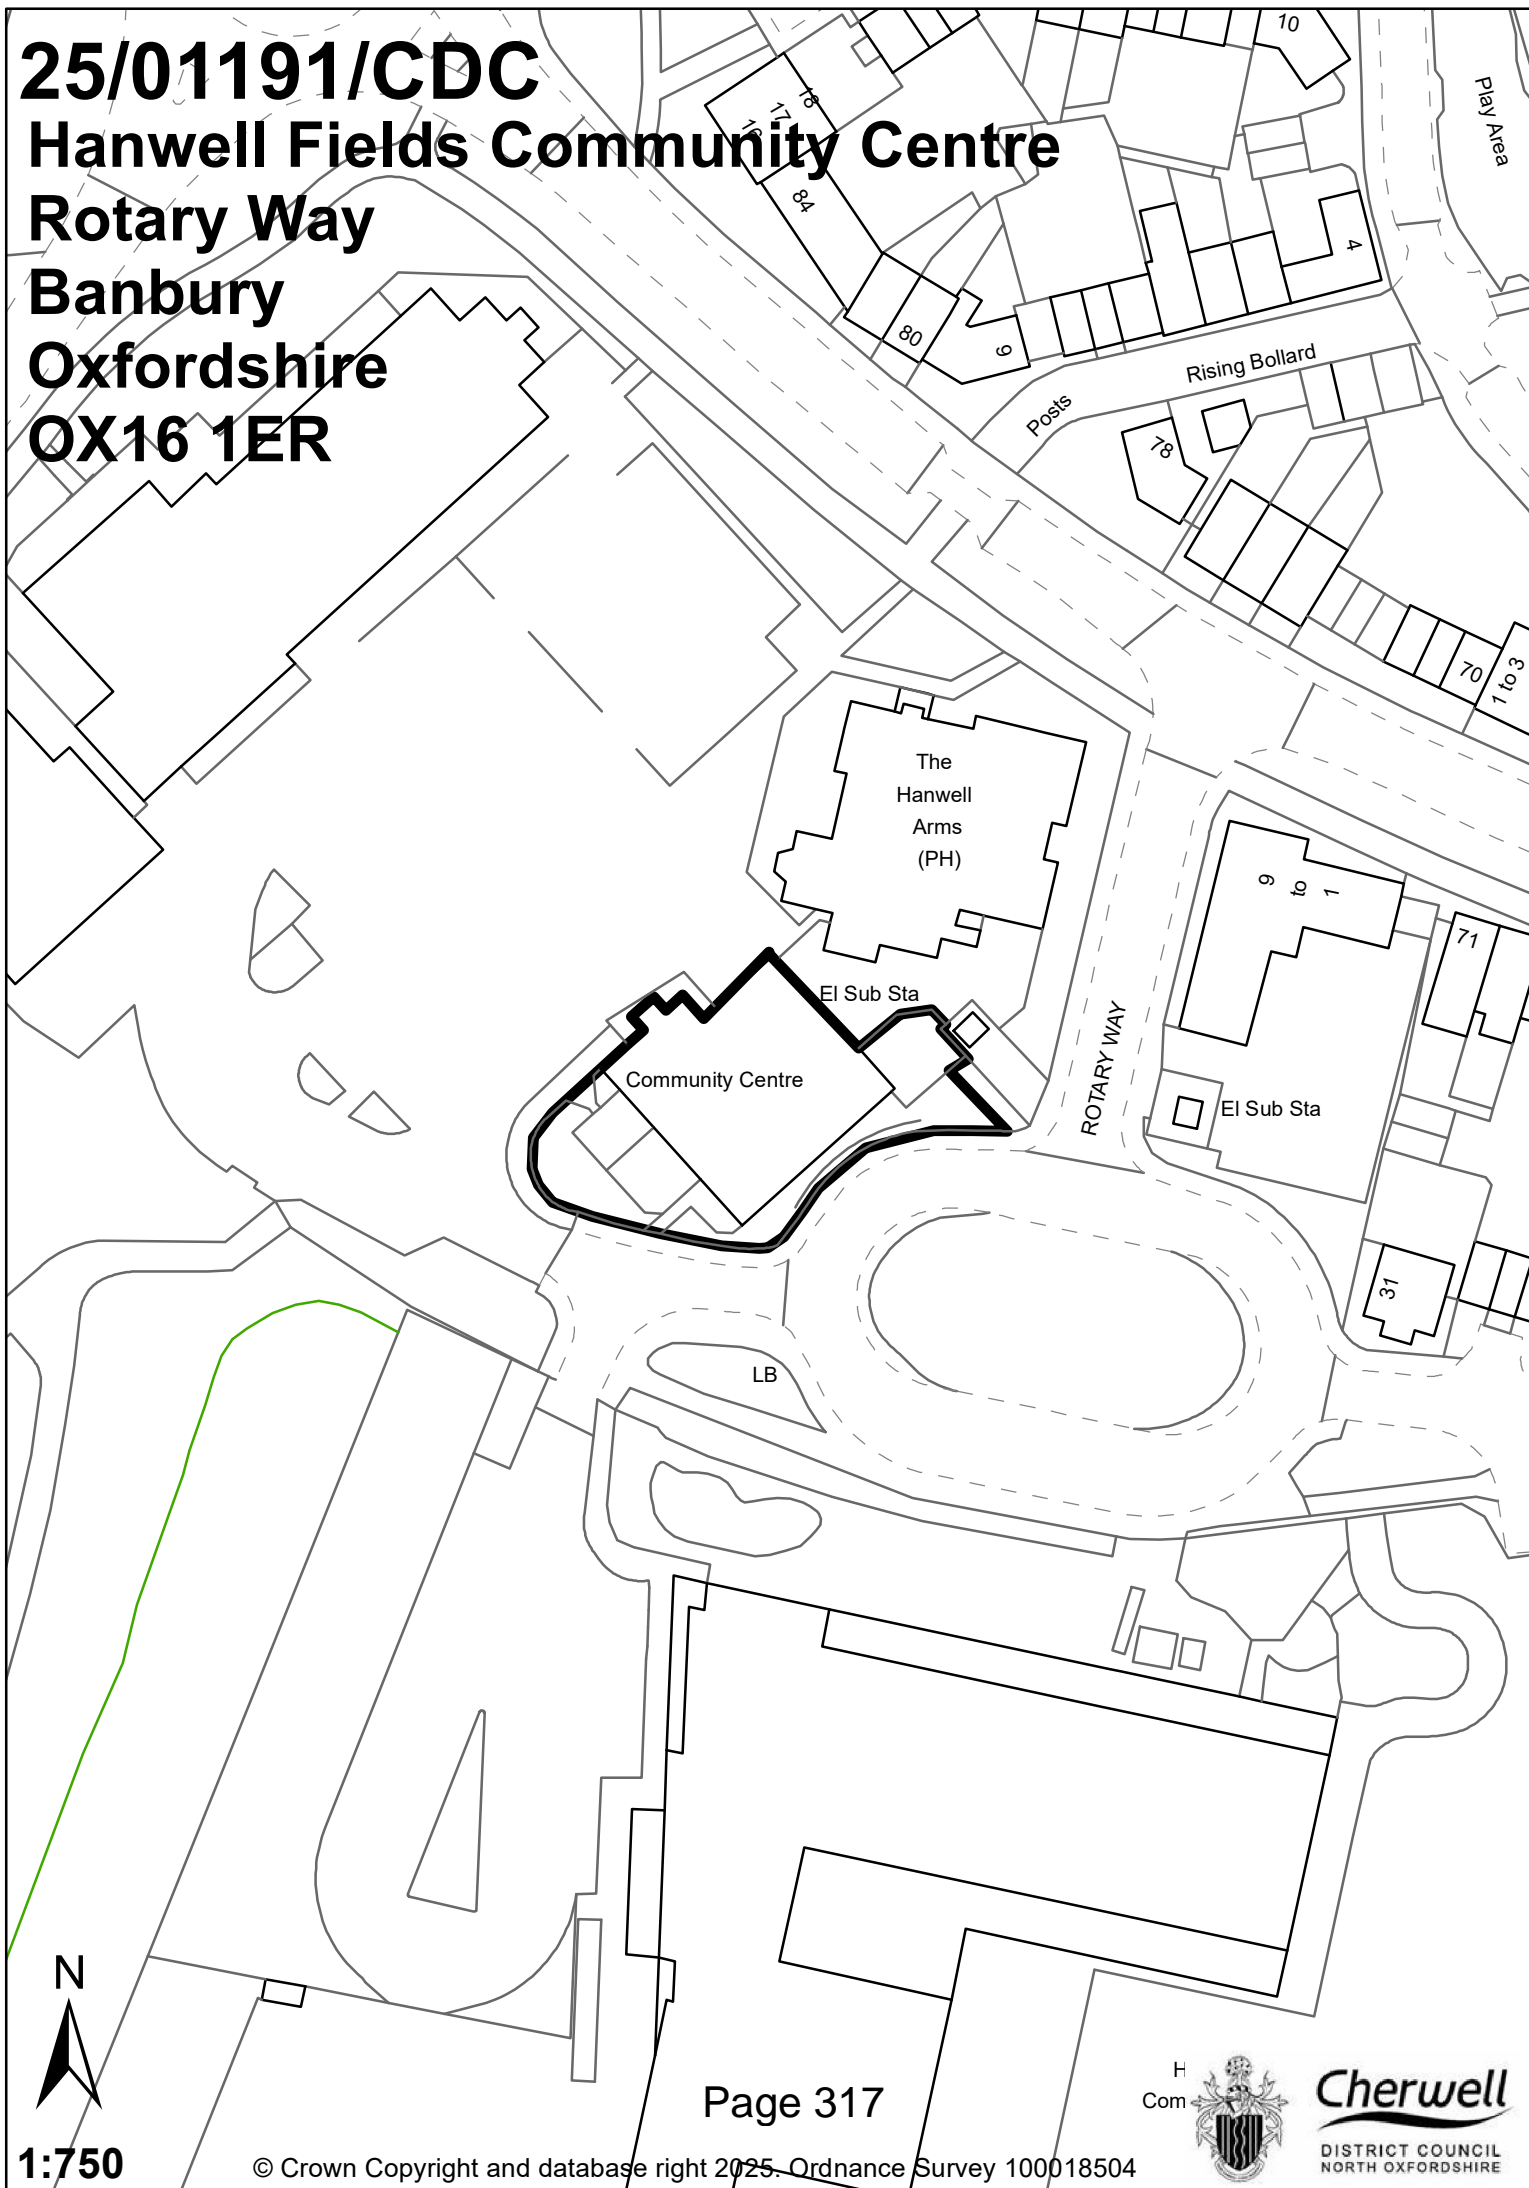 25/01191/CDC
Hanwell Fields Community Centre
Rotary Way
Banbury
Oxfordshire
OX16 1ER
10
Play Area
18
17
16
84
4
80
9
Rising Bollard
Posts
78
70
1 to 3
The
Hanwell
Arms
(PH)
9
to
1
71
El Sub Sta
Community Centre
ROTARY WAY
El Sub Sta
31
LB
N
H
Com
Page 317
Cherwell
DISTRICT COUNCIL
NORTH OXFORDSHIRE
1:750
© Crown Copyright and database right 2025. Ordnance Survey 100018504